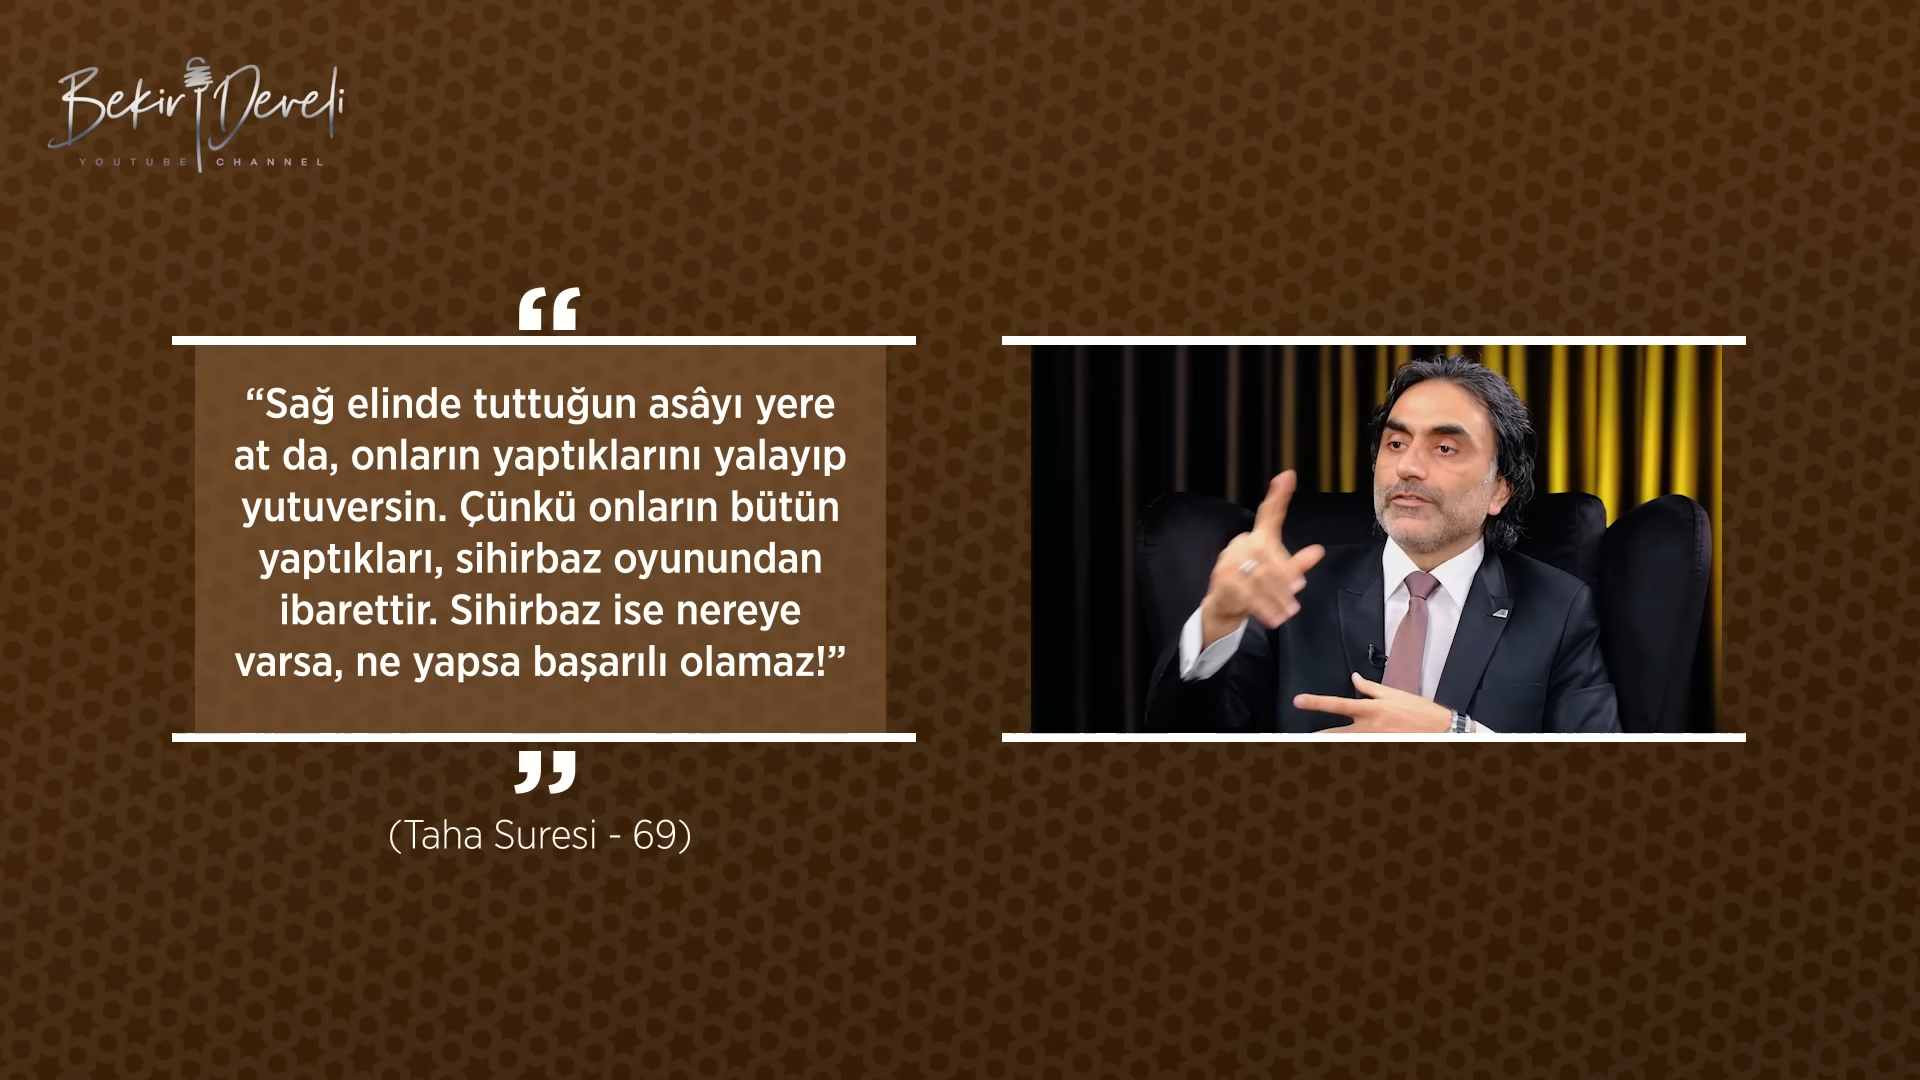 Bekir Develi
YOUTUBE CHANNEL
“
“Sağ elinde tuttuğun asâyı yere
at da, onların yaptıklarını yalayıp
yutuversin. Çünkü onların bütün
yaptıkları, sihirbaz oyunundan
ibarettir. Sihirbaz ise nereye
varsa, ne yapsa başarılı olamaz!”
”
(Taha Suresi - 69)